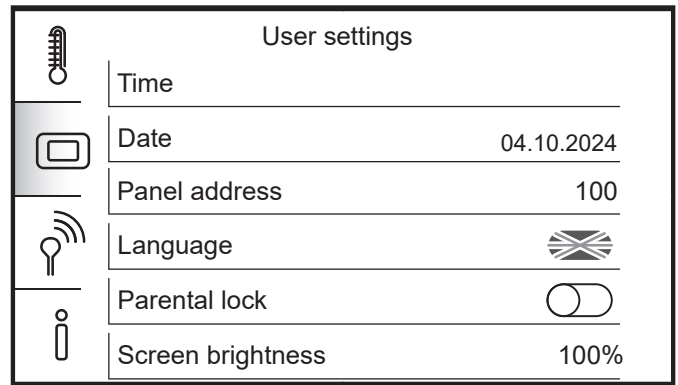 User settings
Time
Date 04.10.2024
Panel address 100
Language
Parental lock
Screen brightness 100%